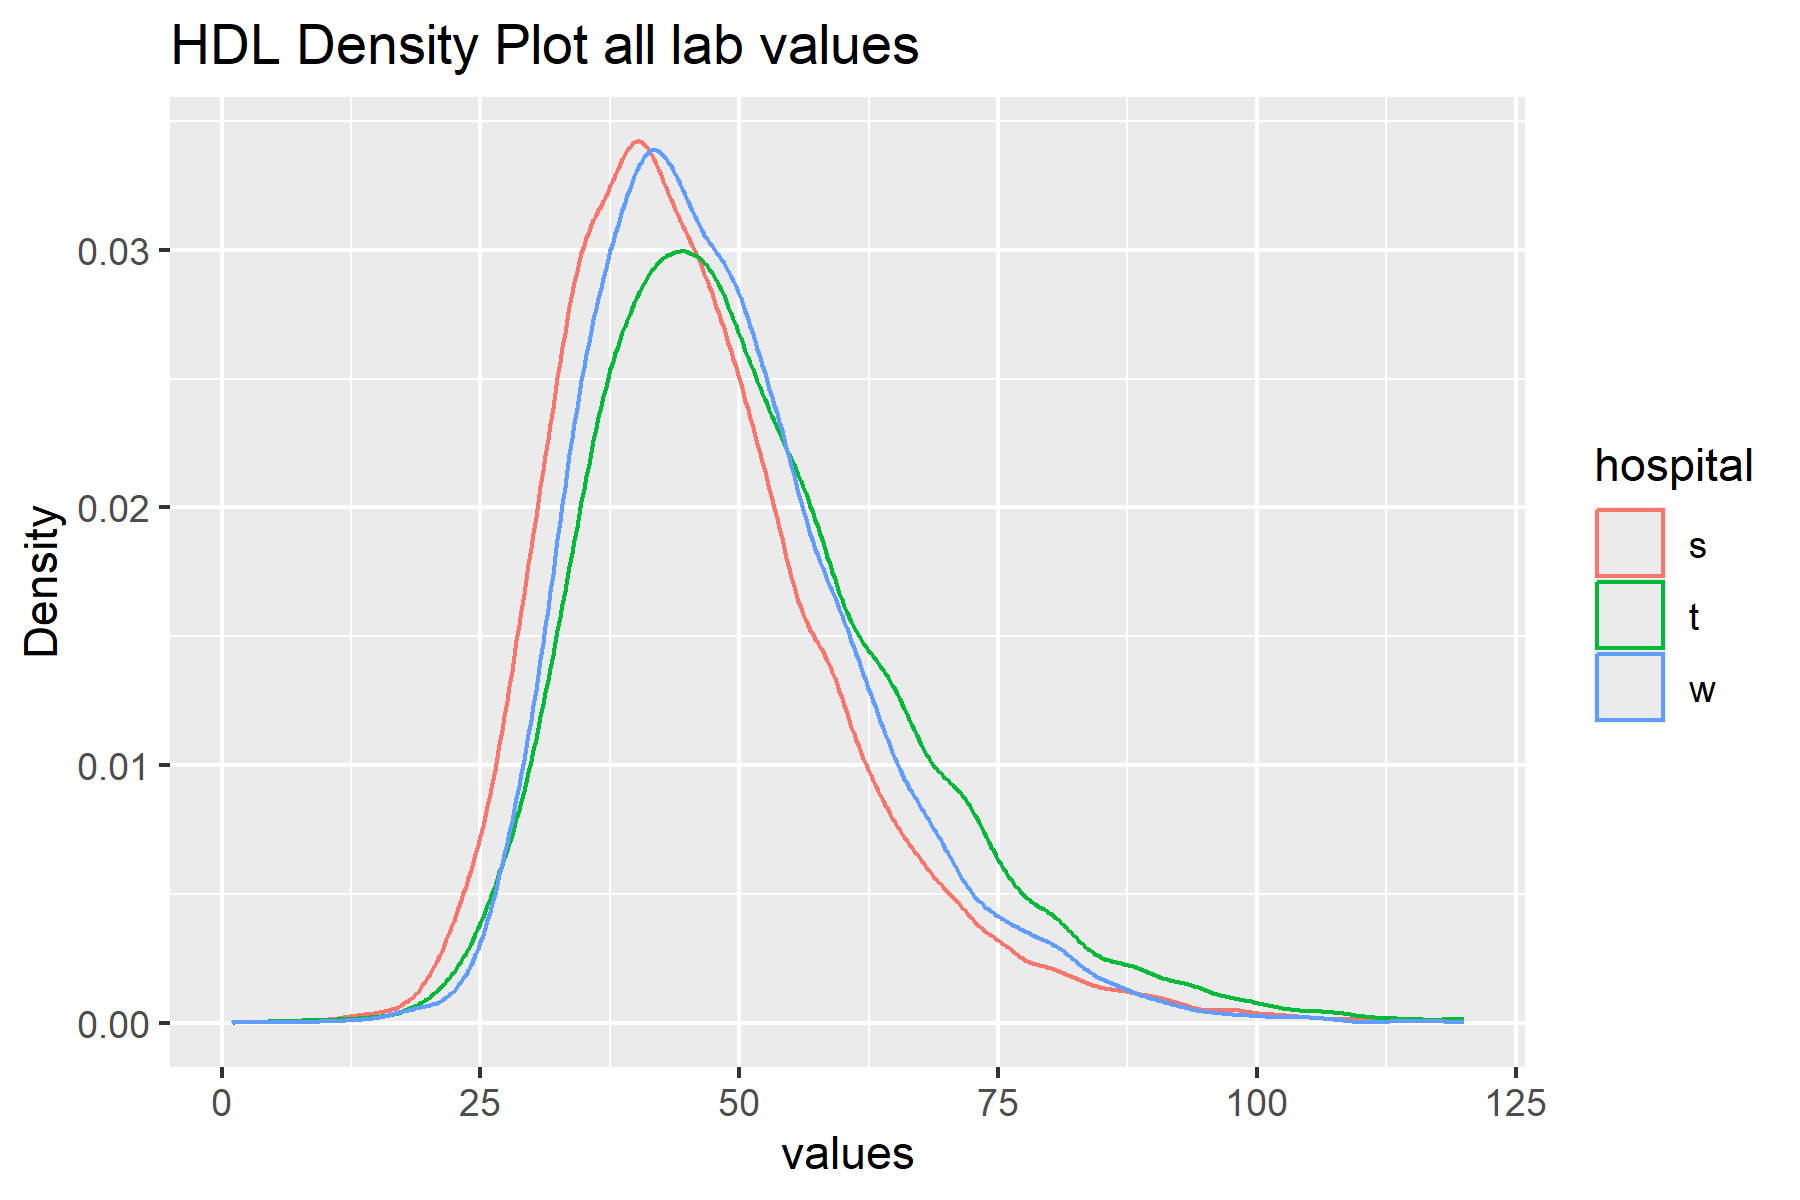 HDL Density Plot all lab values
Density
0.03
0.02
0.01
0.00
0 25 50 75 100 125
values
hospital
s
t
w